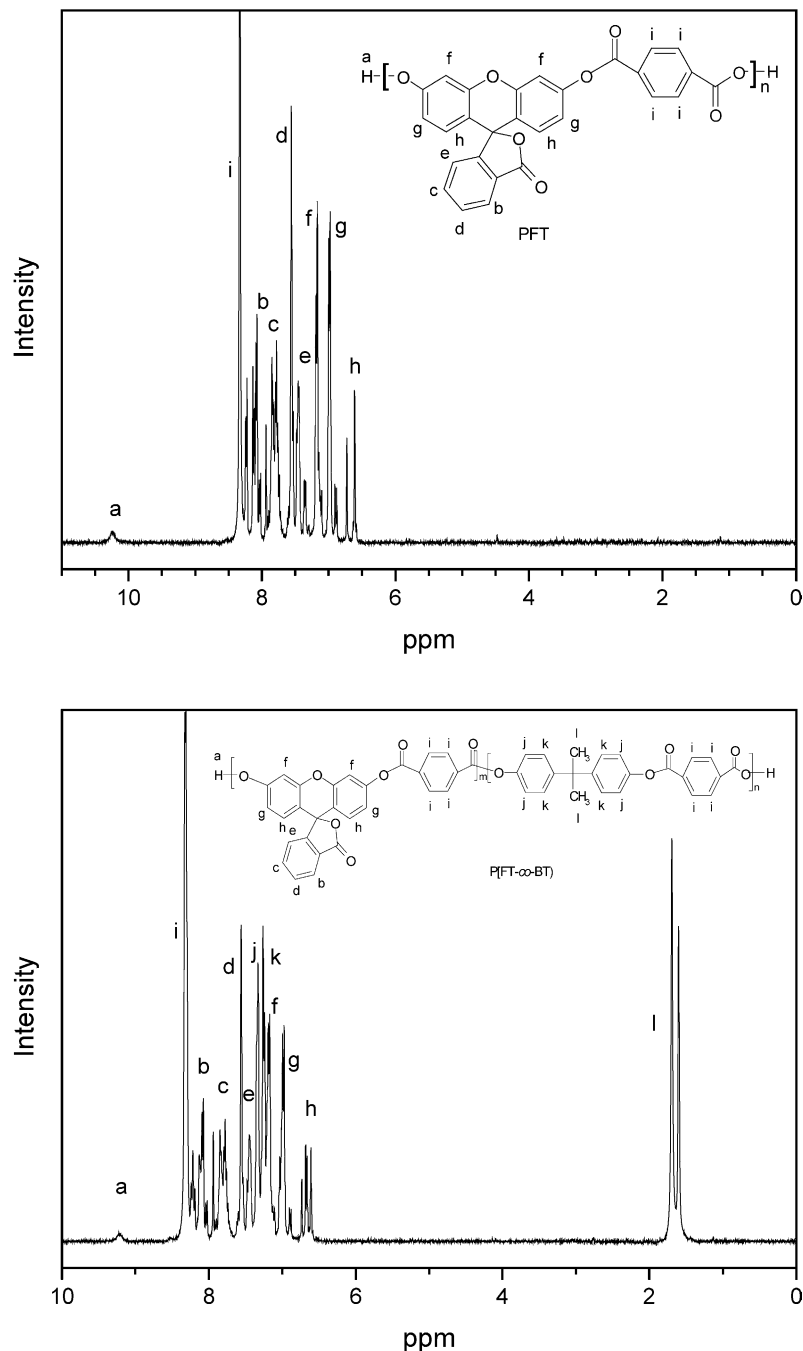 a f f O O i i
H [ O O O O O ] H
n
i i
g g
h h
e O
c O
b
d
PFT
i
d
f
g
b
c
e
h
a
Intensity
10 8 6 4 2 0
ppm
a f f O O i i O O j k l CH3 k j O O i i O
H O O O O m O O O H
n
i i j k CH3 k j i i
g g l
h h
e O
c O
b
d
P[FT-co-BT)
i
d
j
k
f
b
c
e
g
h
l
a
Intensity
10 8 6 4 2 0
ppm